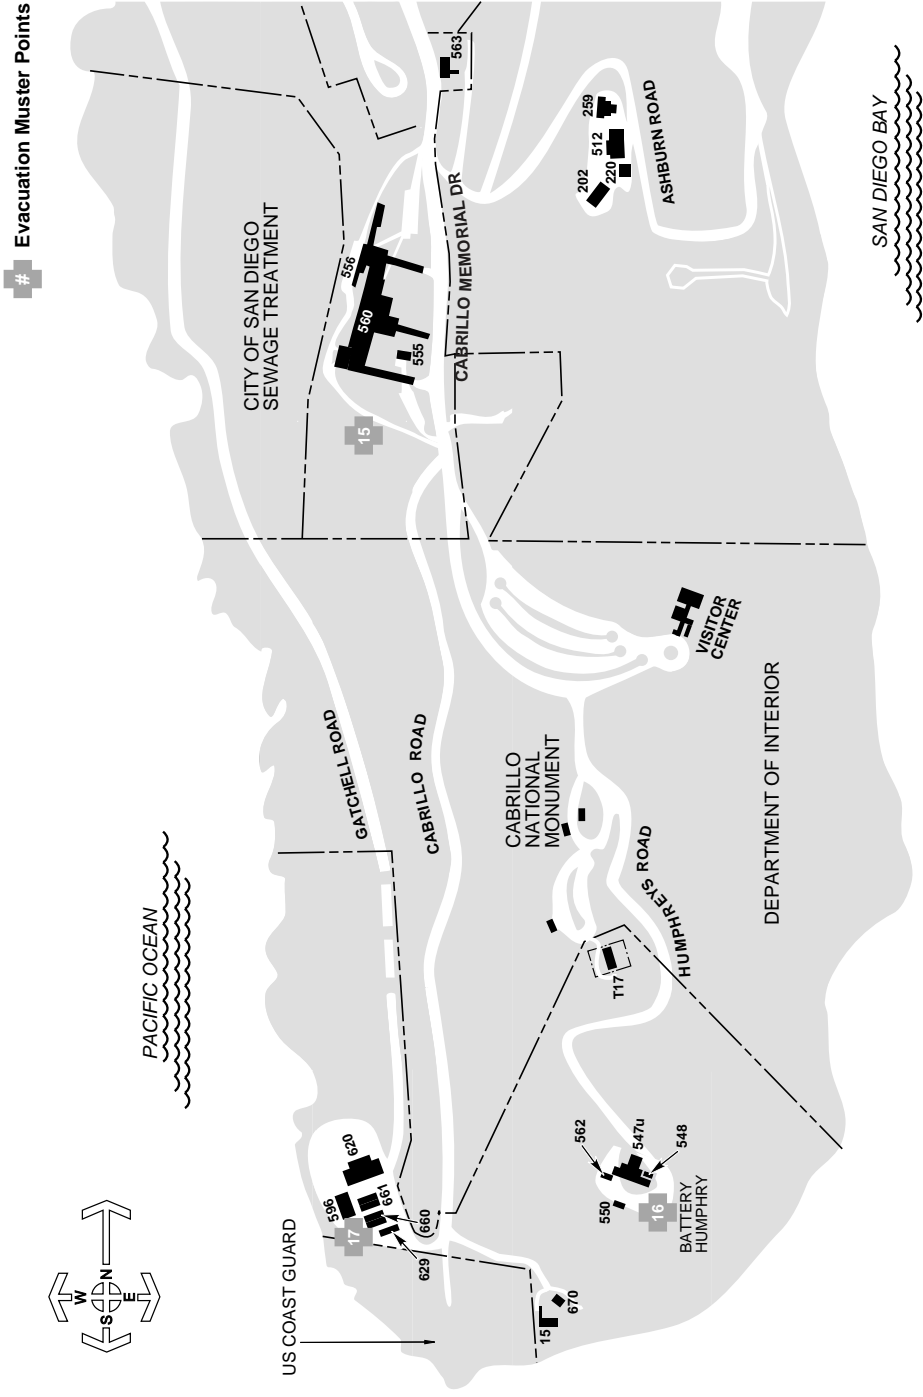 #
Evacuation Muster Points
CITY OF SAN DIEGO
SEWAGE TREATMENT
563
259
512
202
220
ASHBURN ROAD
SAN DIEGO BAY
556
560
555
CABRILLO MEMORIAL DR
15
VISITOR
CENTER
GATCHELL ROAD
CABRILLO ROAD
CABRILLO
NATIONAL
MONUMENT
DEPARTMENT OF INTERIOR
HUMPHREYS ROAD
T17
PACIFIC OCEAN
620
596
661
660
629
17
562
547u
548
550
16
BATTERY
HUMPHRY
US COAST GUARD
15
670
N
W
E
S